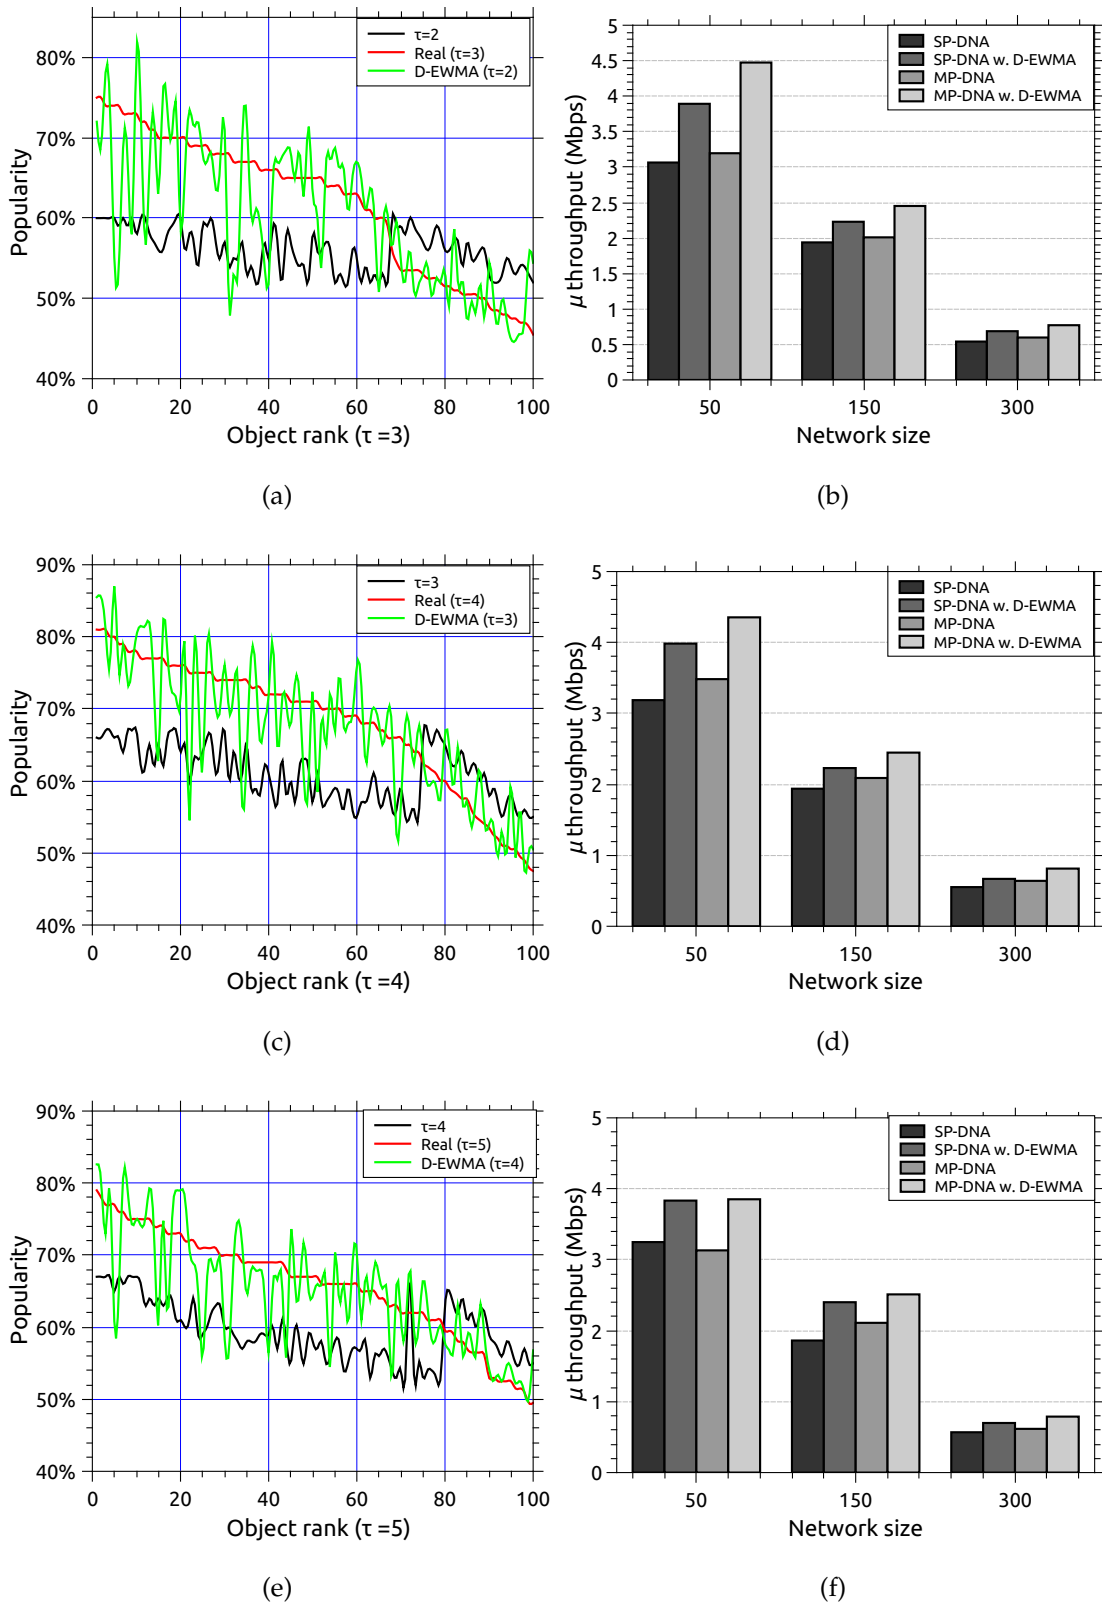 80%
70%
60%
50%
40%
Popularity
τ=2
Real (τ=3)
D-EWMA (τ=2)
0 20 40 60 80 100
Object rank (τ =3)
(a)
5
4.5
4
3.5
3
2.5
2
1.5
1
0.5
0
μ throughput (Mbps)
SP-DNA
SP-DNA w. D-EWMA
MP-DNA
MP-DNA w. D-EWMA
50 150 300
Network size
(b)
90%
80%
70%
60%
50%
40%
Popularity
τ=3
Real (τ=4)
D-EWMA (τ=3)
0 20 40 60 80 100
Object rank (τ =4)
(c)
5
4
3
2
1
0
μ throughput (Mbps)
SP-DNA
SP-DNA w. D-EWMA
MP-DNA
MP-DNA w. D-EWMA
50 150 300
Network size
(d)
90%
80%
70%
60%
50%
40%
Popularity
τ=4
Real (τ=5)
D-EWMA (τ=4)
0 20 40 60 80 100
Object rank (τ =5)
(e)
5
4
3
2
1
0
μ throughput (Mbps)
SP-DNA
SP-DNA w. D-EWMA
MP-DNA
MP-DNA w. D-EWMA
50 150 300
Network size
(f)